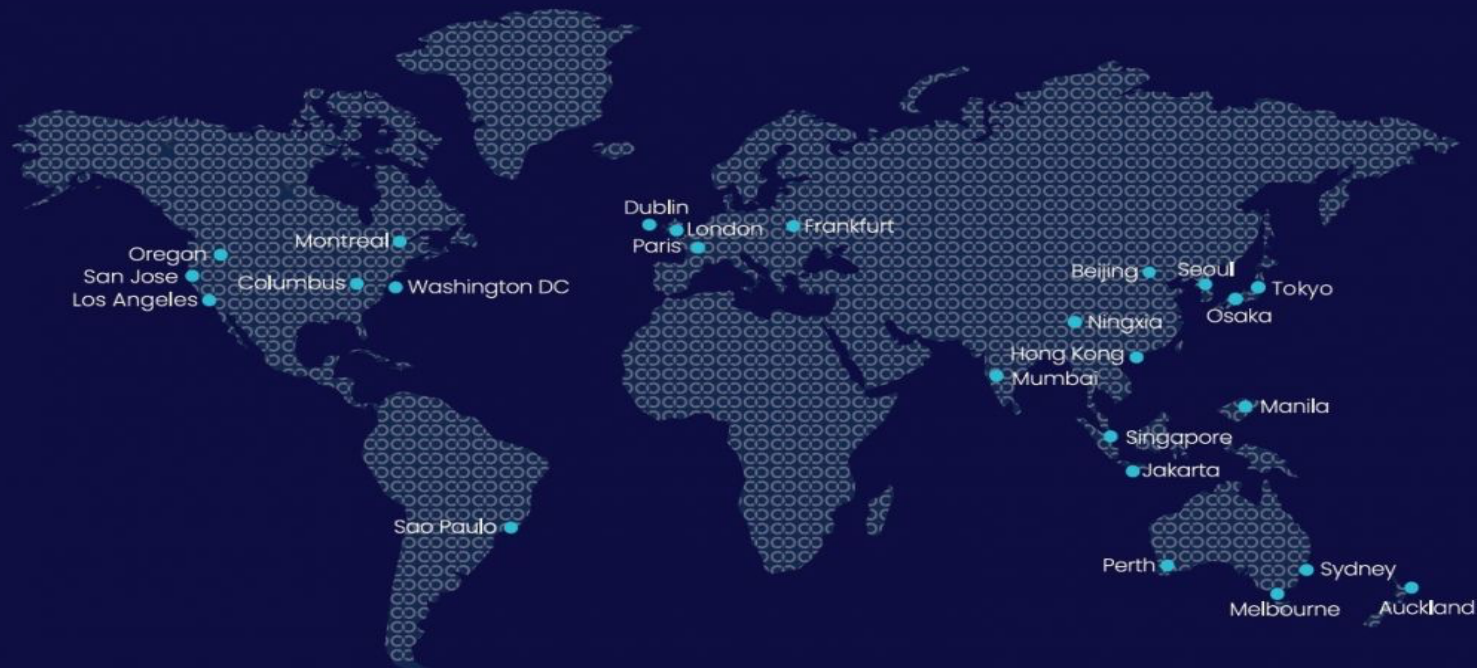 Dublin
London
Frankfurt
Paris
Montreal
Oregon
San Jose
Columbus
Washington DC
Los Angeles
Beijing
Seoul
Tokyo
Osaka
Ningxia
Hong Kong
Mumbai
Manila
Singapore
Jakarta
Sao Paulo
Perth
Sydney
Melbourne
Auckland